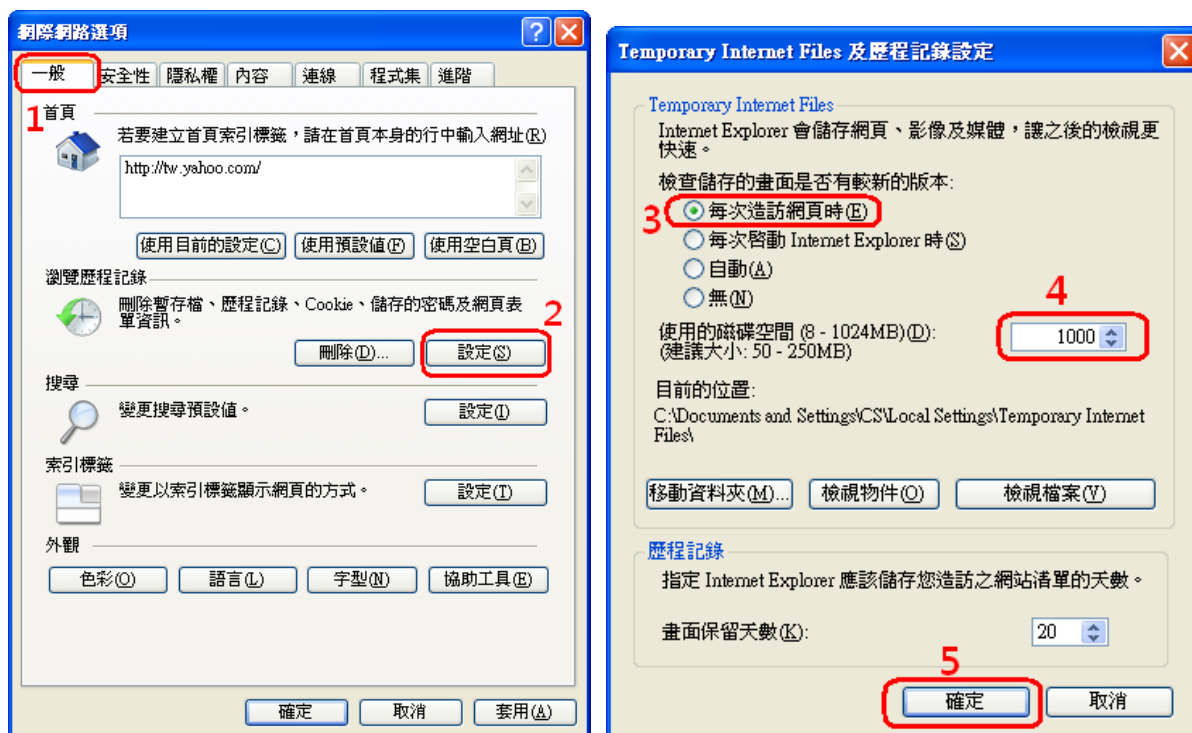 網際網路選項
一般 安全性 隱私權 內容 連線 程式集 進階
1
首頁
若要建立首頁索引標籤，請在首頁本身的行中輸入網址(R)
http://tw.yahoo.com/
使用目前的設定(C) 使用預設值(F) 使用空白頁(B)
瀏覽歷程記錄
刪除暫存檔、歷程記錄、Cookie、儲存的密碼及網頁表
單資訊。
2
刪除(D)... 設定(S)
搜尋
變更搜尋預設值。
設定(I)
索引標籤
變更以索引標籤顯示網頁的方式。
設定(T)
外觀
色彩(O) 語言(L) 字型(N) 協助工具(E)
確定 取消 套用(A)
Temporary Internet Files 及歷程記錄設定
Temporary Internet Files
Internet Explorer 會儲存網頁、影像及媒體，讓之後的檢視更
快速。
檢查儲存的畫面是否有較新的版本:
3
每次造訪網頁時(E)
每次啓動 Internet Explorer 時(S)
自動(A)
無(N)
4
使用的磁碟空間 (8 - 1024MB)(D):
(建議大小: 50 - 250MB)
1000
目前的位置:
C:\Documents and Settings\CS\Local Settings\Temporary Internet
Files\
移動資料夾(M)... 檢視物件(O) 檢視檔案(V)
歷程記錄
指定 Internet Explorer 應該儲存您造訪之網站清單的天數。
畫面保留天數(K):
20
5
確定 取消